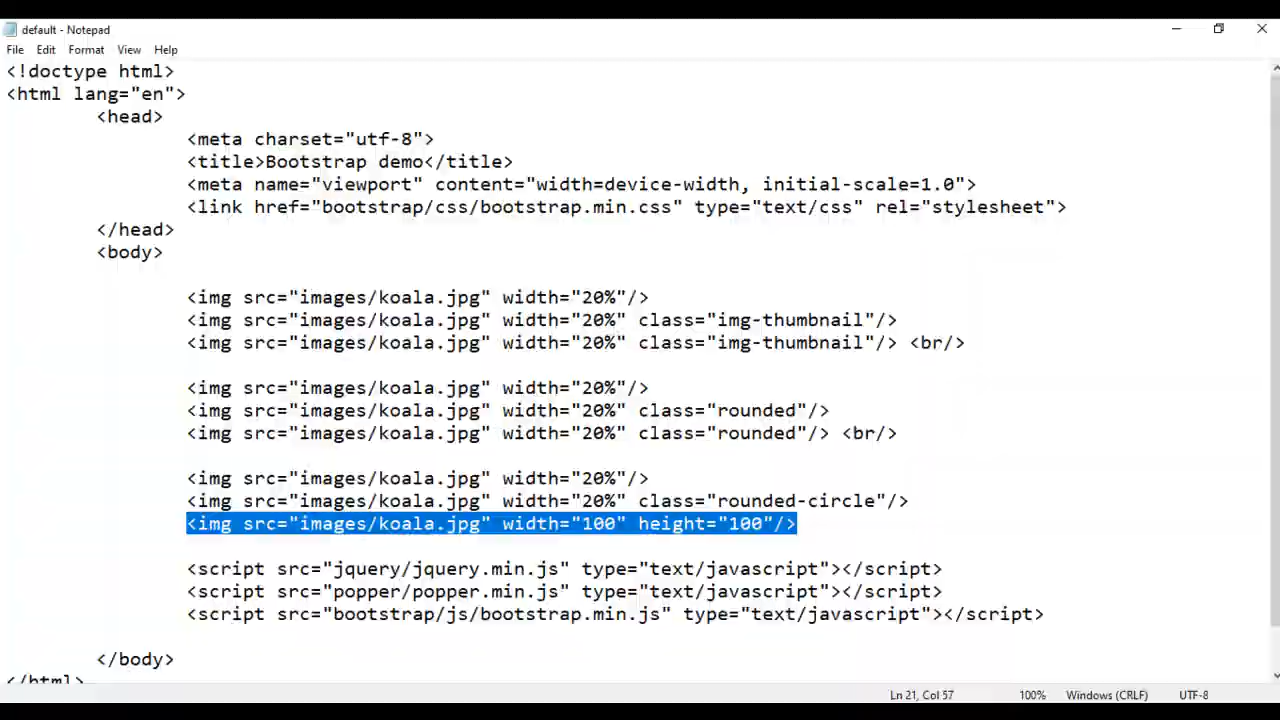 default - Notepad
File Edit Format View Help
<!doctype html>
<html lang="en">
<head>
<meta charset="utf-8">
<title>Bootstrap demo</title>
<meta name="viewport" content="width=device-width, initial-scale=1.0">
<link href="bootstrap/css/bootstrap.min.css" type="text/css" rel="stylesheet">
</head>
<body>
<img src="images/koala.jpg" width="20%"/>
<img src="images/koala.jpg" width="20%" class="img-thumbnail"/>
<img src="images/koala.jpg" width="20%" class="img-thumbnail"/> <br/>
<img src="images/koala.jpg" width="20%"/>
<img src="images/koala.jpg" width="20%" class="rounded"/>
<img src="images/koala.jpg" width="20%" class="rounded"/> <br/>
<img src="images/koala.jpg" width="20%"/>
<img src="images/koala.jpg" width="20%" class="rounded-circle"/>
<img src="images/koala.jpg" width="100" height="100"/>
<script src="jquery/jquery.min.js" type="text/javascript"></script>
<script src="popper/popper.min.js" type="text/javascript"></script>
<script src="bootstrap/js/bootstrap.min.js" type="text/javascript"></script>
</body>
</html>
Ln 21, Col 57 100% Windows (CRLF) UTF-8